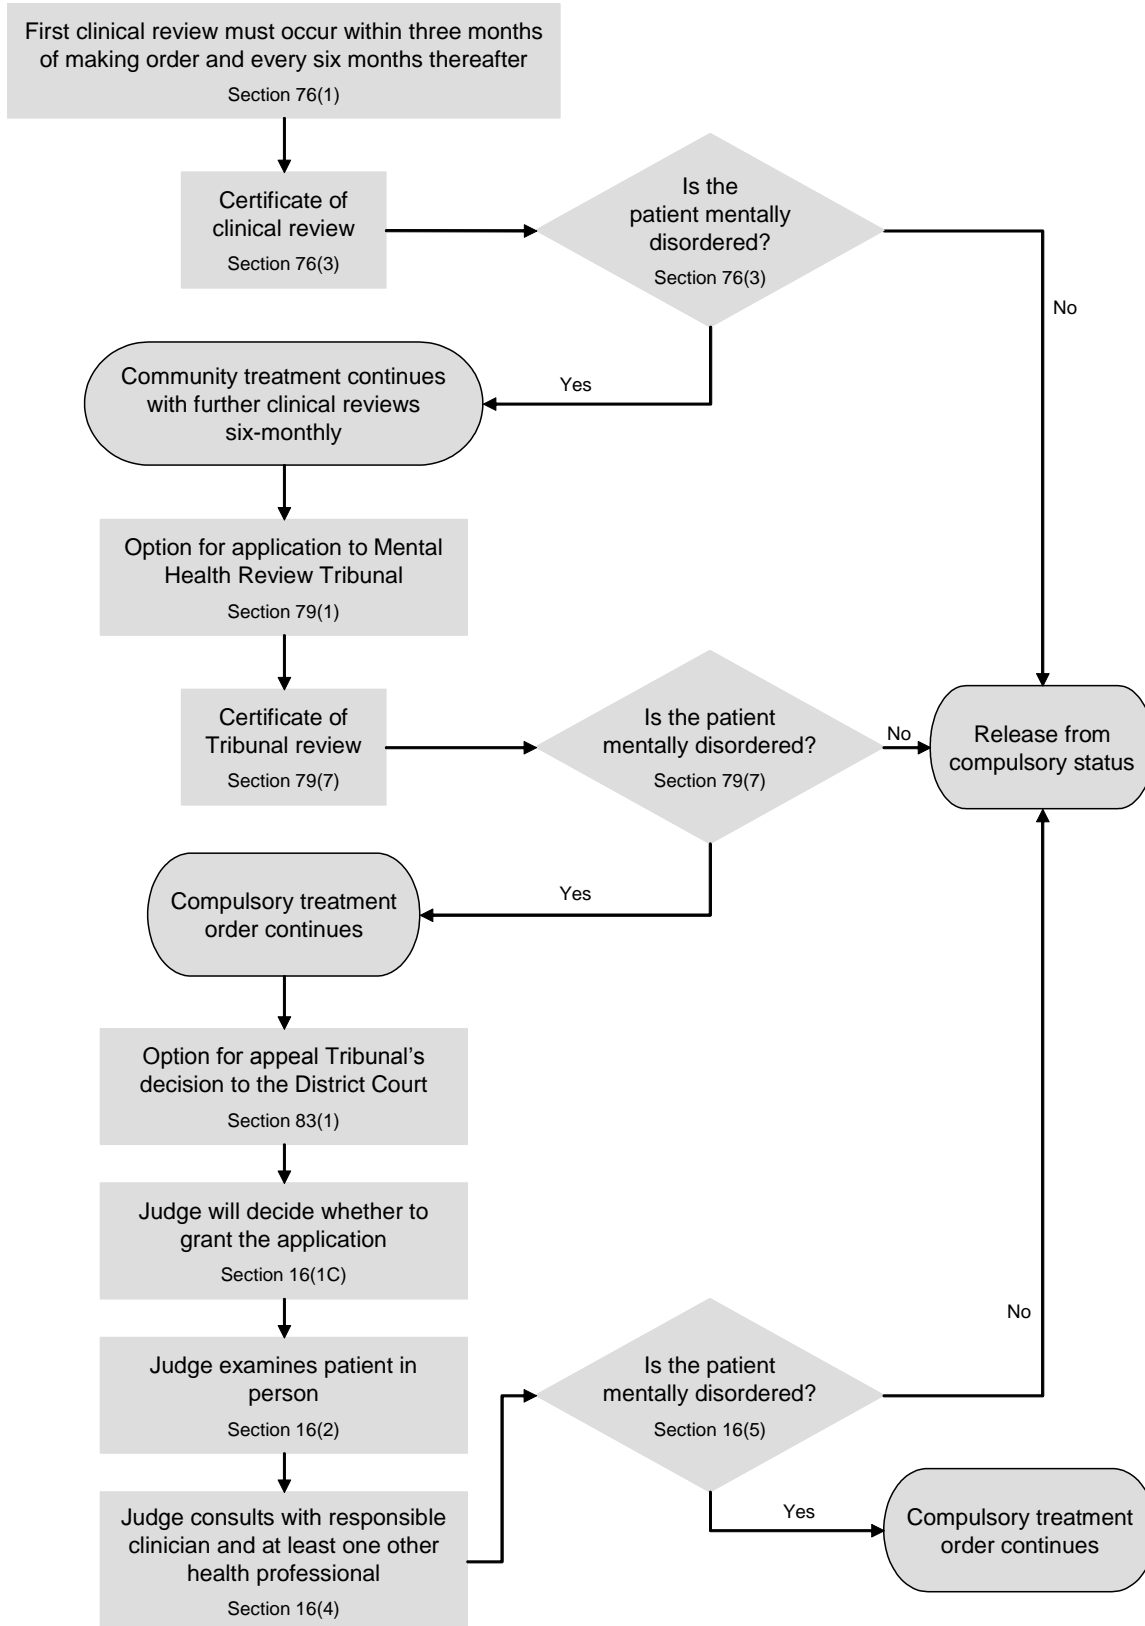 First clinical review must occur within three months
of making order and every six months thereafter
Section 76(1)
Certificate of
clinical review
Section 76(3)
Is the
patient mentally
disordered?
Section 76(3)
No
Yes
Community treatment continues
with further clinical reviews
six-monthly
Option for application to Mental
Health Review Tribunal
Section 79(1)
Certificate of
Tribunal review
Section 79(7)
Is the patient
mentally disordered?
Section 79(7)
No
Release from
compulsory status
Yes
Compulsory treatment
order continues
Option for appeal Tribunal’s
decision to the District Court
Section 83(1)
Judge will decide whether to
grant the application
Section 16(1C)
Judge examines patient in
person
Section 16(2)
Judge consults with responsible
clinician and at least one other
health professional
Section 16(4)
Is the patient
mentally disordered?
Section 16(5)
No
Yes
Compulsory treatment
order continues